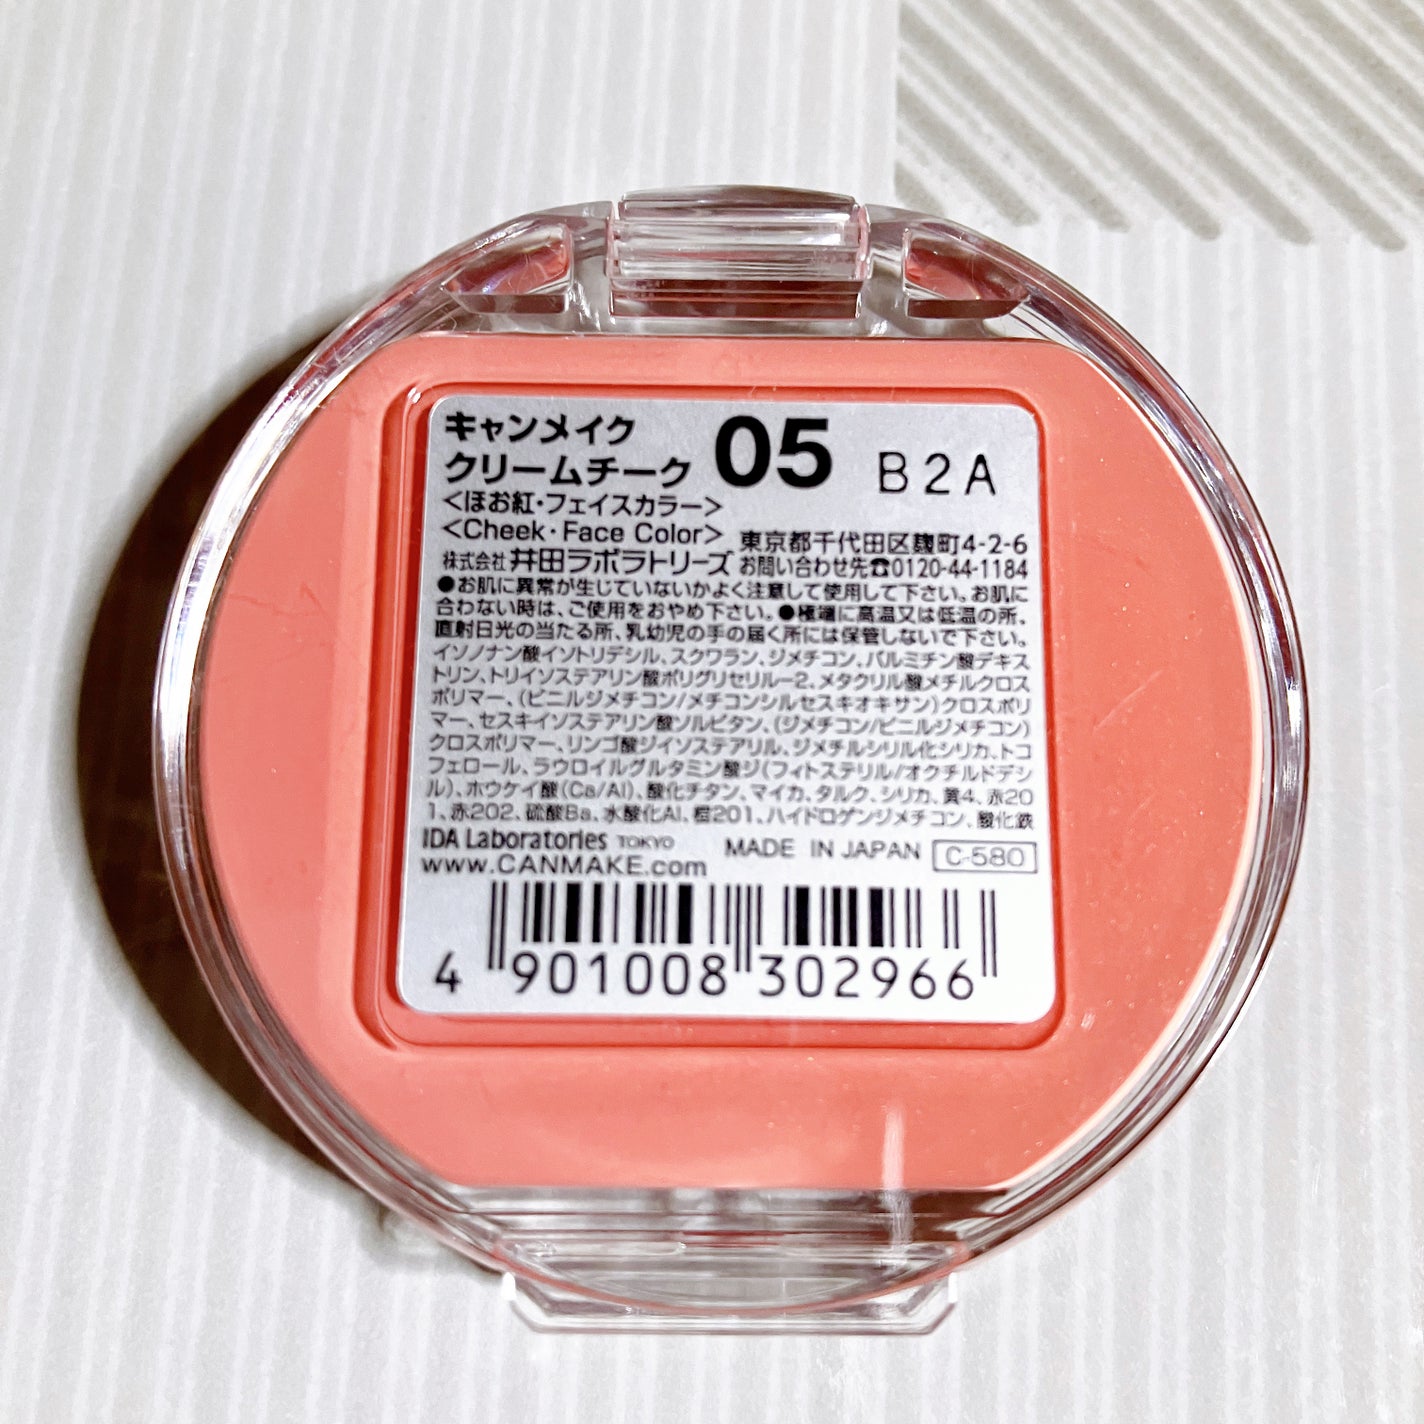 キャンメイク
クリームチーク 05 B2A
<ほお紅・フェイスカラー>
<Cheek・Face Color>
東京都千代田区麹町4-2-6
株式会社 井田ラボラトリーズ お問い合わせ先☎0120-44-1184
●お肌に異常が生じていないかよく注意して使用して下さい。お肌に
合わない時は、ご使用をおやめ下さい。●極端に高温又は低温の所、
直射日光の当たる所、乳幼児の手の届く所には保管しないで下さい。
イソノナン酸イソトリデシル、スクワラン、ジメチコン、パルミチン酸デキス
トリン、トリイソステアリン酸ポリグリセリル-2、メタクリル酸メチルクロス
ポリマー、(ビニルジメチコン/メチコンシルセスキオキサン)クロスポリ
マー、セスキイソステアリン酸ソルビタン、(ジメチコン/ビニルジメチコン)
クロスポリマー、リンゴ酸ジイソステアリル、ジメチルシリル化シリカ、トコ
フェロール、ラウロイルグルタミン酸ジ(フィトステリル/オクチルドデシ
ル)、ホウケイ酸(Ca/Al)、酸化チタン、マイカ、タルク、シリカ、黄4、赤20
1、赤202、硫酸Ba、水酸化Al、橙201、ハイドロゲンジメチコン、酸化鉄
IDA Laboratories TOKYO MADE IN JAPAN C-580
www.CANMAKE.com
4 901008 302966